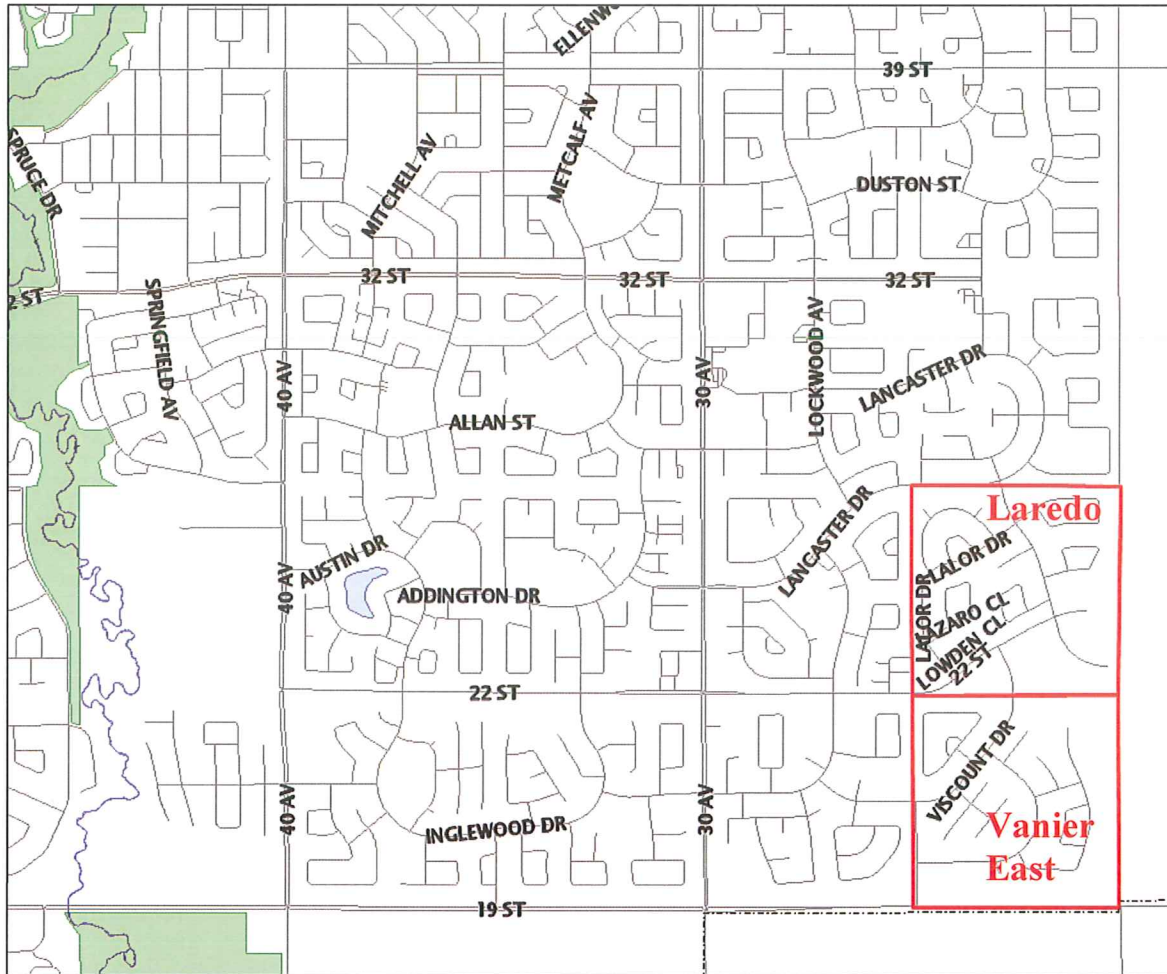 ELLENWO
39 ST
SPRUCE DR
MITCHELL AV
METCALF AV
DUSTON ST
32 ST
32 ST
32 ST
2 ST
SPRINGFIELD AV
40 AV
30 AV
LOCKWOOD AV
LANCASTER DR
ALLAN ST
LANCASTER DR
Laredo
AUSTIN DR
40 AV
ADDINGTON DR
LALOR DR
LALOR DR
LAZARO CL
LOWDEN CL
22 ST
22 ST
VISCOUNT DR
40 AV
INGLEWOOD DR
30 AV
Vanier
East
19 ST